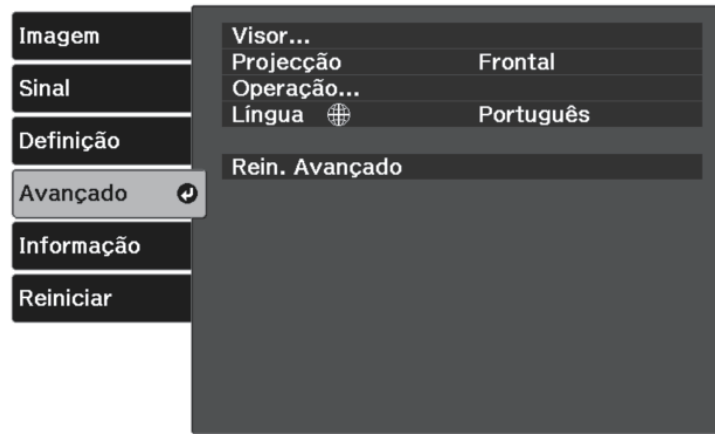 Imagem
Sinal
Definição
Avançado
Informação
Reiniciar
Visor...
Projecção Frontal
Operação...
Língua Português
Rein. Avançado